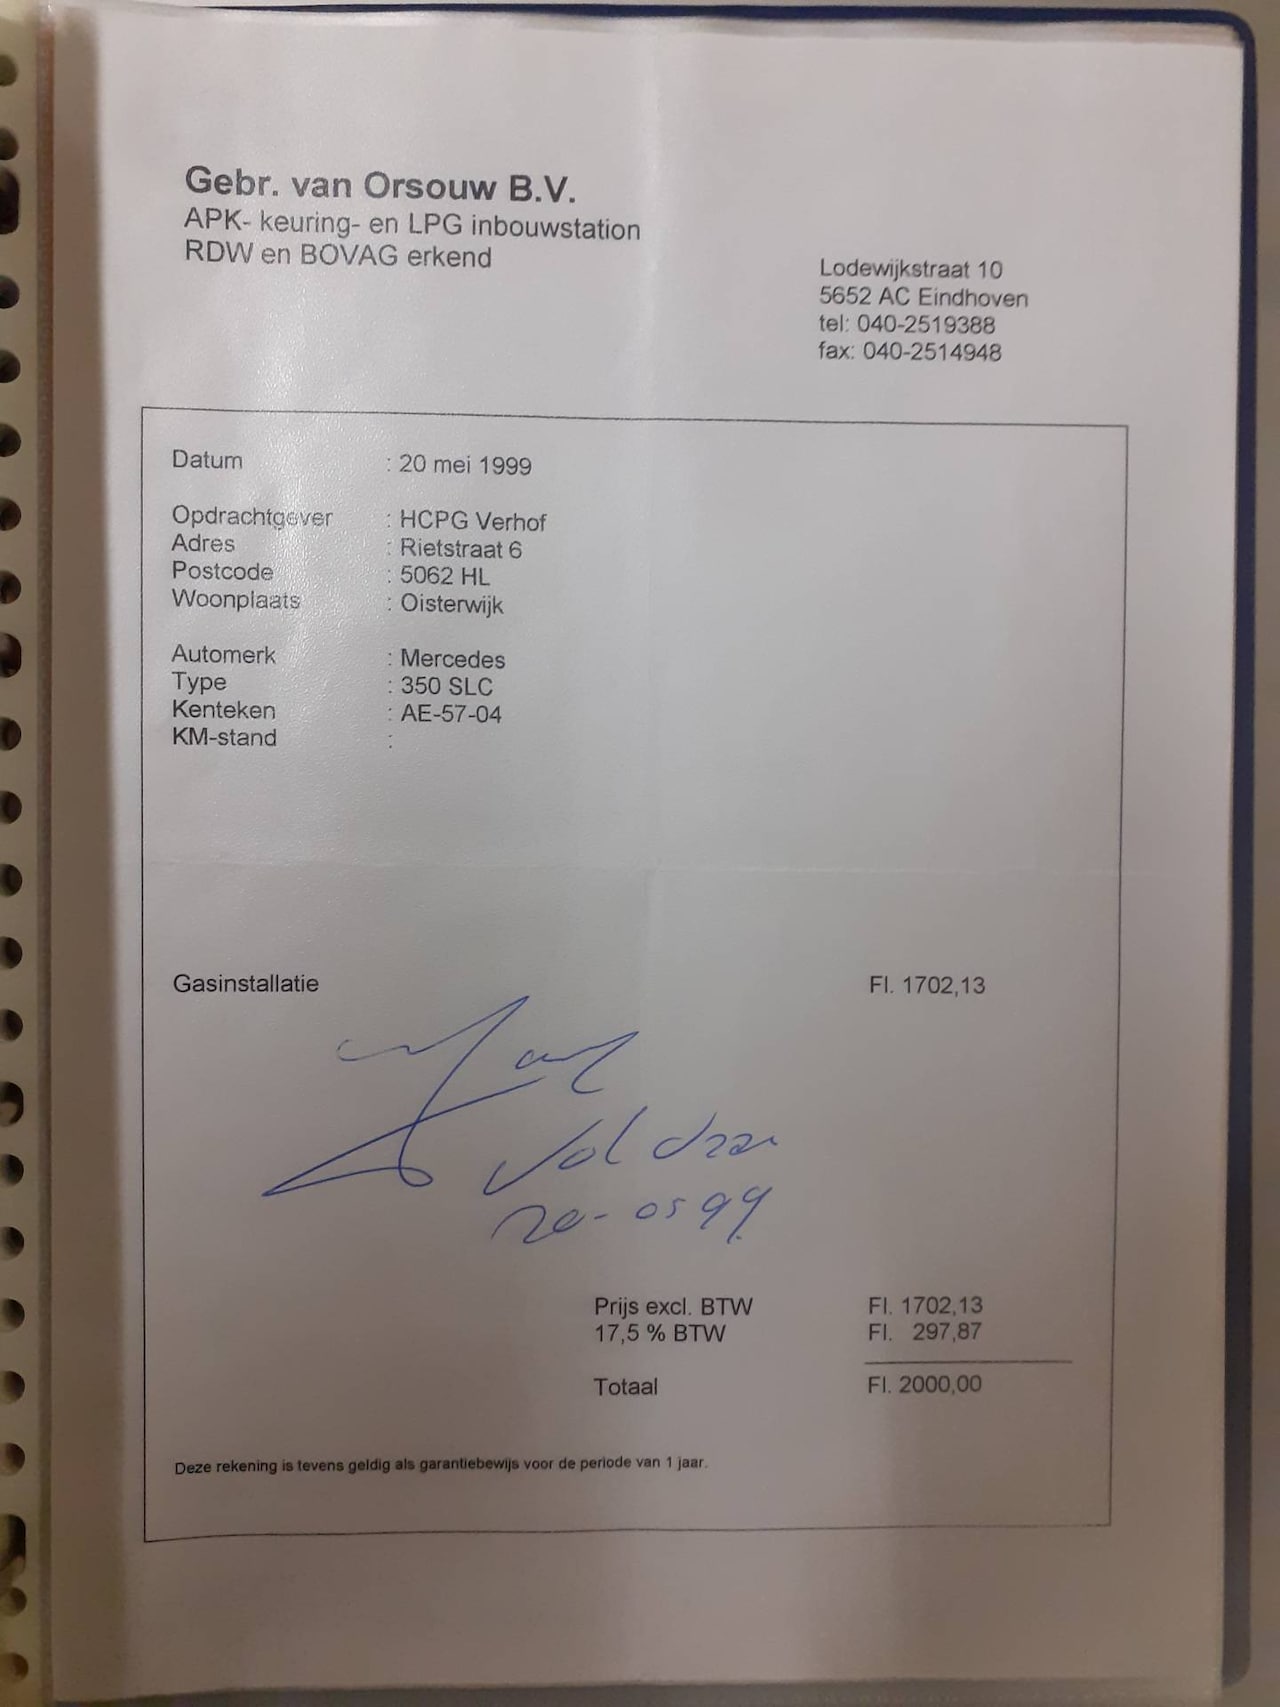 Gebr. van Orsouw B.V.
APK- keuring- en LPG inbouwstation
RDW en BOVAG erkend
Lodewijkstraat 10
5652 AC Eindhoven
tel: 040-2519388
fax: 040-2514948
Datum : 20 mei 1999
Opdrachtgever : HCPG Verhof
Adres : Rietstraat 6
Postcode : 5062 HL
Woonplaats : Oisterwijk
Automerk : Mercedes
Type : 350 SLC
Kenteken : AE-57-04
KM-stand :
Gasinstallatie Fl. 1702,13
Voldaan
20-05 99
Prijs excl. BTW Fl. 1702,13
17,5 % BTW Fl. 297,87
Totaal Fl. 2000,00
Deze rekening is tevens geldig als garantiebewijs voor de periode van 1 jaar.